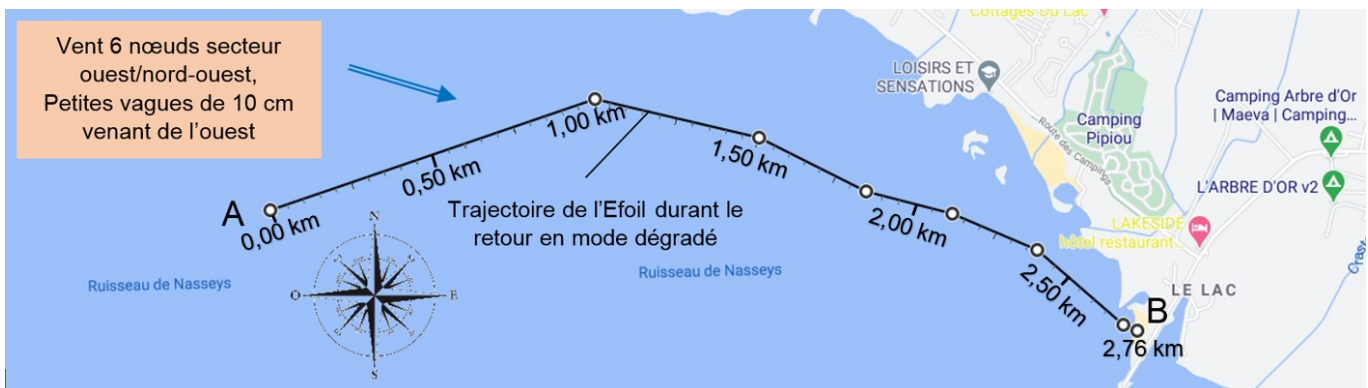 Vent 6 nœuds secteur
ouest/nord-ouest,
Petites vagues de 10 cm
venant de l'ouest
Cottages Du Lac
LOISIRS ET
SENSATIONS
Camping
Pipiou
Route des Campings
Camping Arbre d'Or
| Maeva | Camping...
L'ARBRE D'OR v2
LAKESIDE
hôtel restaurant...
LE LAC
A
0,00 km
0,50 km
1,00 km
1,50 km
2,00 km
2,50 km
2,76 km
B
Trajectoire de l'Efoil durant le
retour en mode dégradé
Ruisseau de Nasseys
Ruisseau de Nasseys
N
O
E
S